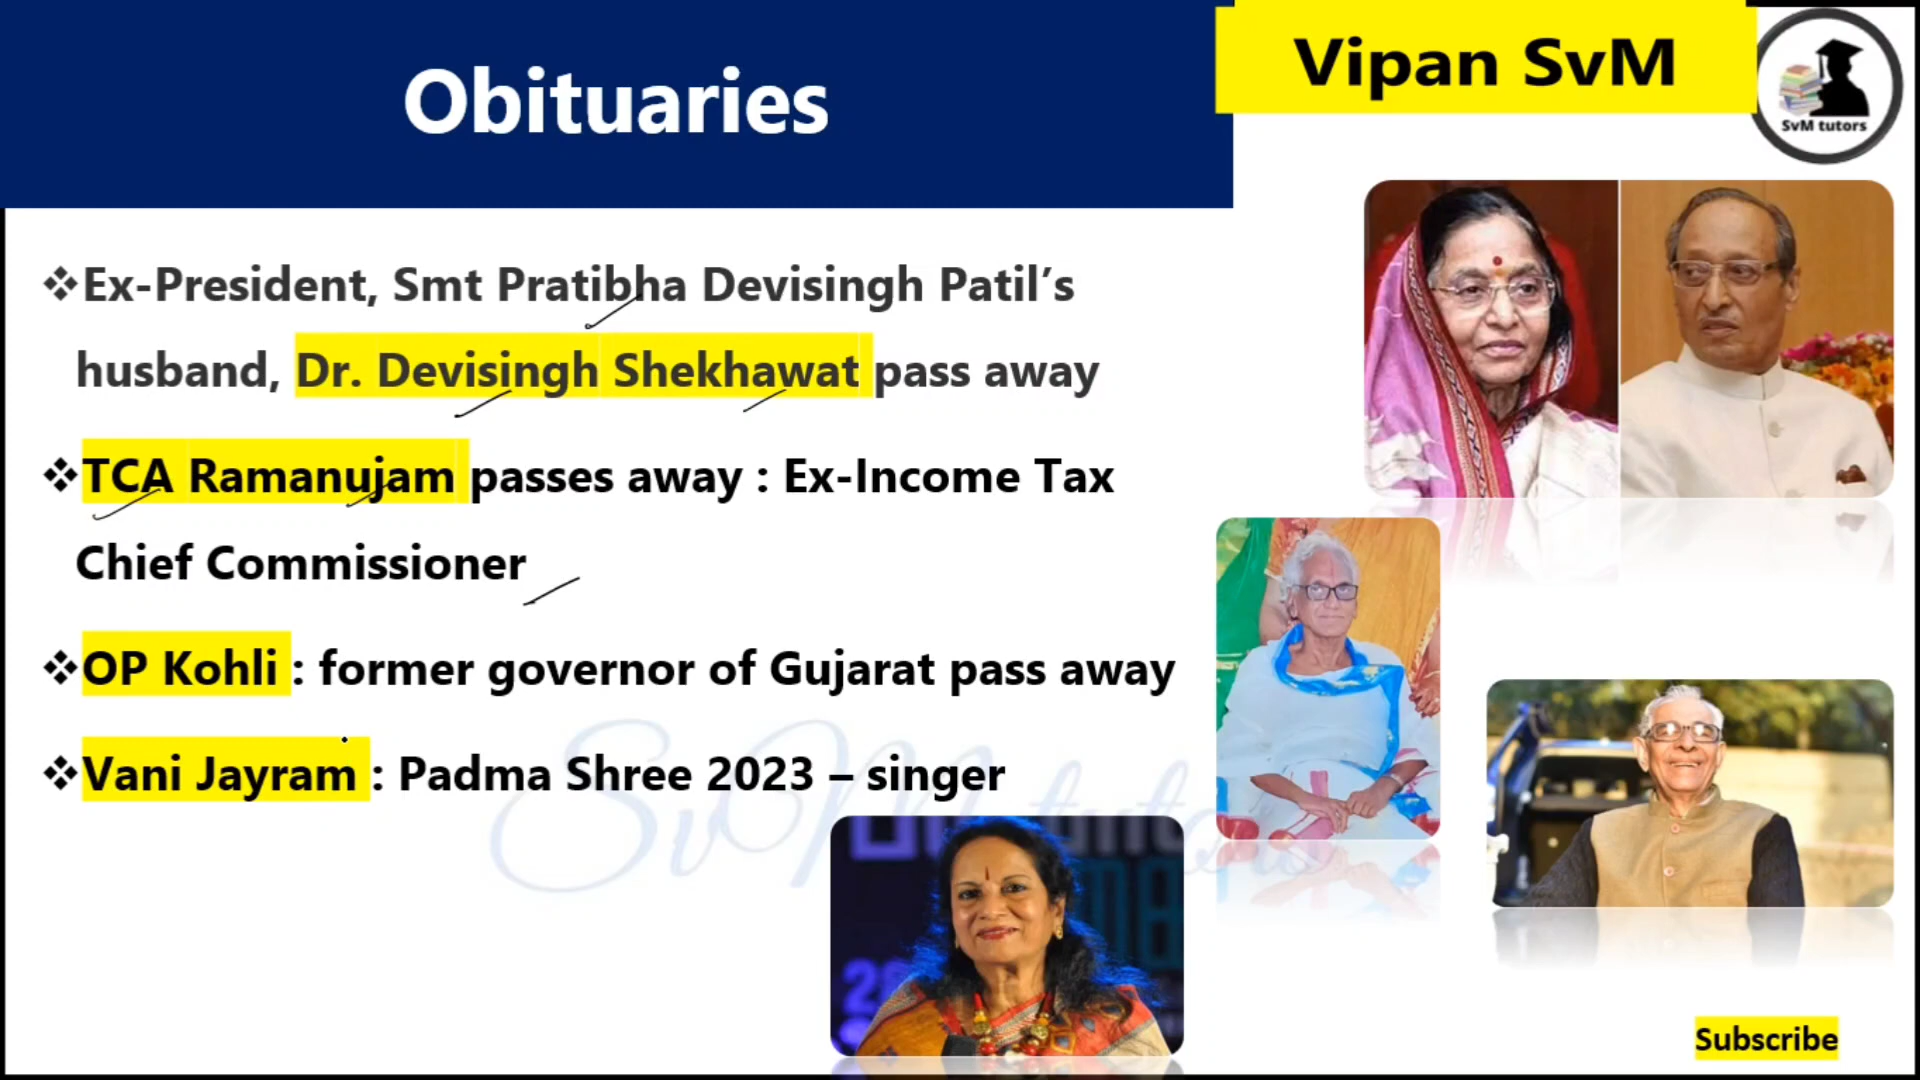 Obituaries
Vipan SvM
SvM tutors
❖Ex-President, Smt Pratibha Devisingh Patil’s
husband, Dr. Devisingh Shekhawat pass away
❖TCA Ramanujam passes away : Ex-Income Tax
Chief Commissioner
❖OP Kohli : former governor of Gujarat pass away
❖Vani Jayram : Padma Shree 2023 – singer
SvM tutors
Subscribe